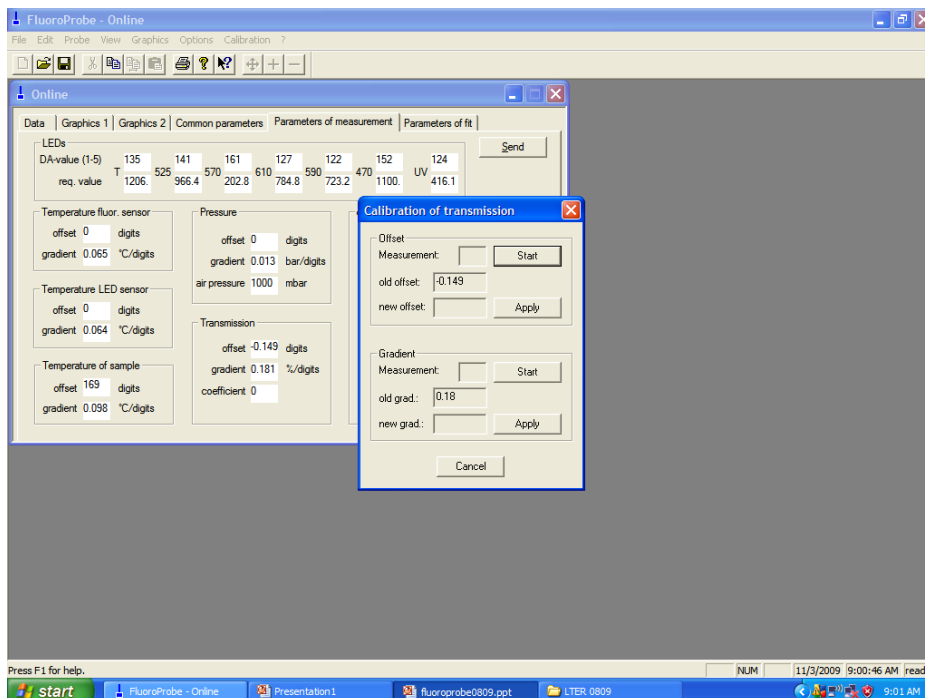 FluoroProbe - Online
File Edit Probe View Graphics Options Calibration ?
Online
Data Graphics 1 Graphics 2 Common parameters Parameters of measurement Parameters of fit
LEDs
Send
DA-value (1-5) 135 141 161 127 122 152 124
T 525 570 610 590 470 UV
req. value 1206. 966.4 202.8 784.8 723.2 1100. 416.1
Temperature fluor. sensor
offset 0 digits
gradient 0.065 °C/digits
Temperature LED sensor
offset 0 digits
gradient 0.064 °C/digits
Temperature of sample
offset 169 digits
gradient 0.098 °C/digits
Pressure
offset 0 digits
gradient 0.013 bar/digits
air pressure 1000 mbar
Transmission
offset -0.149 digits
gradient 0.181 %/digits
coefficient 0
Calibration of transmission
Offset
Measurement: Start
old offset: -0.149
new offset: Apply
Gradient
Measurement: Start
old grad.: 0.18
new grad.: Apply
Cancel
Press F1 for help.
NUM 11/3/2009 9:00:46 AM read
start FluroProbe - Online Presentation1 fluoroprobe0809.ppt LTER 0809 9:01 AM